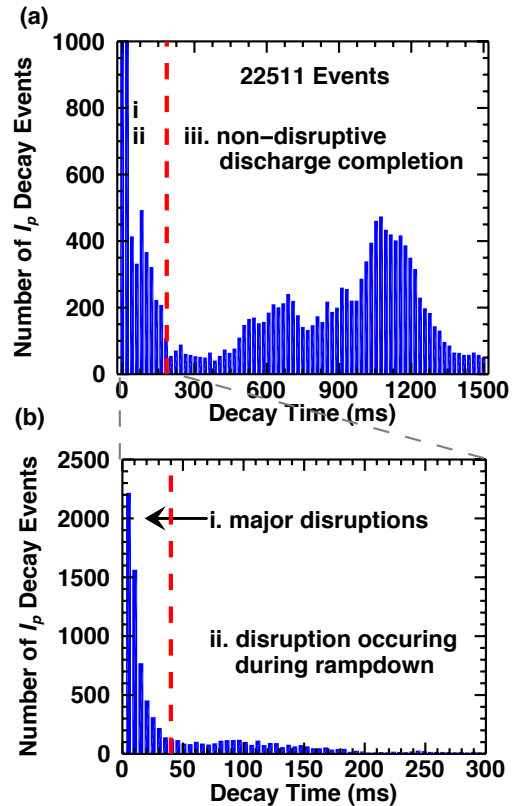 (a)
1000
800
600
400
200
0
Number of Ip Decay Events
22511 Events
i
ii
iii. non-disruptive
discharge completion
0 300 600 900 1200 1500
Decay Time (ms)
(b)
2500
2000
1500
1000
500
0
Number of Ip Decay Events
i. major disruptions
ii. disruption occuring
during rampdown
0 50 100 150 200 250 300
Decay Time (ms)